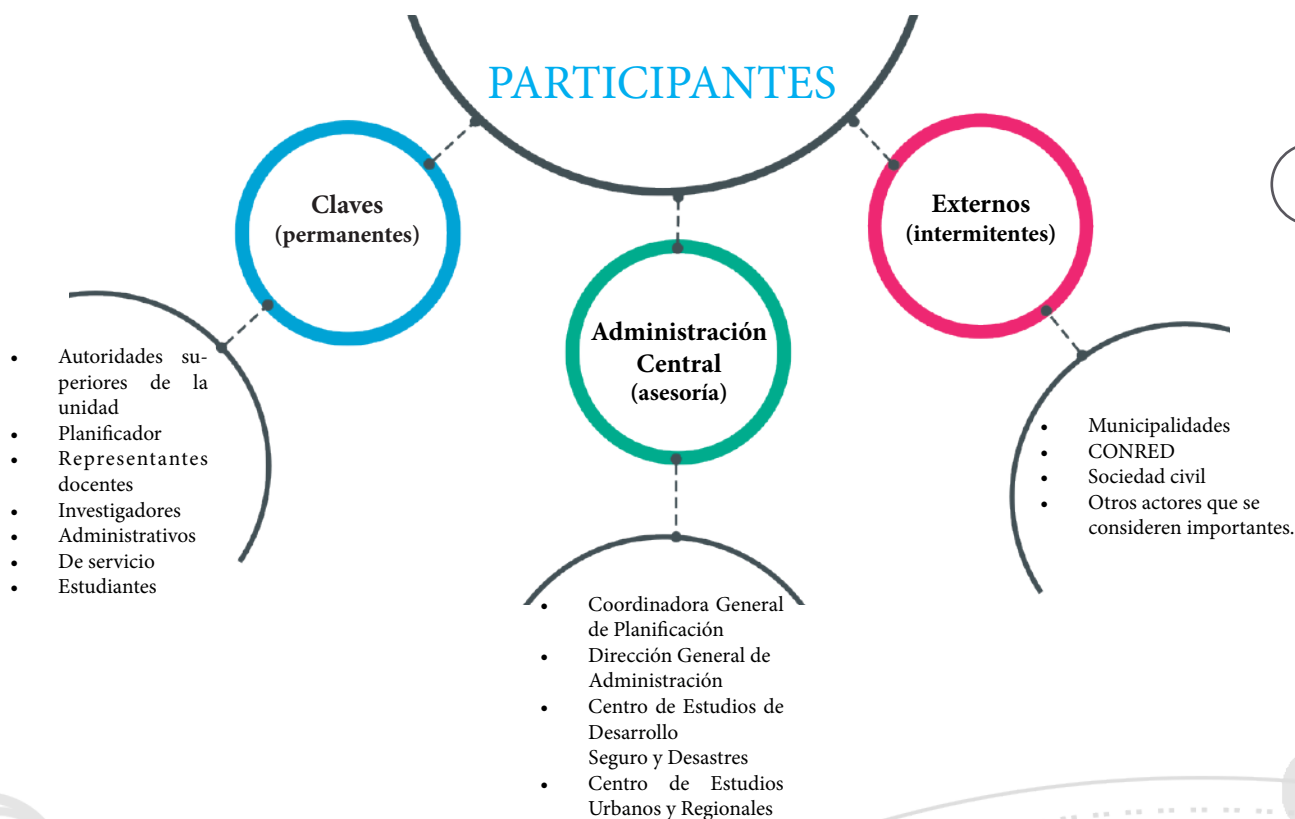 PARTICIPANTES
Claves
(permanentes)
Externos
(intermitentes)
Administración
Central
(asesoría)
• Autoridades su-
periores de la
unidad
• Planificador
• Representantes
docentes
• Investigadores
• Administrativos
• De servicio
• Estudiantes
• Municipalidades
• CONRED
• Sociedad civil
• Otros actores que se
consideren importantes.
• Coordinadora General
de Planificación
• Dirección General de
Administración
• Centro de Estudios de
Desarrollo
Seguro y Desastres
• Centro de Estudios
Urbanos y Regionales